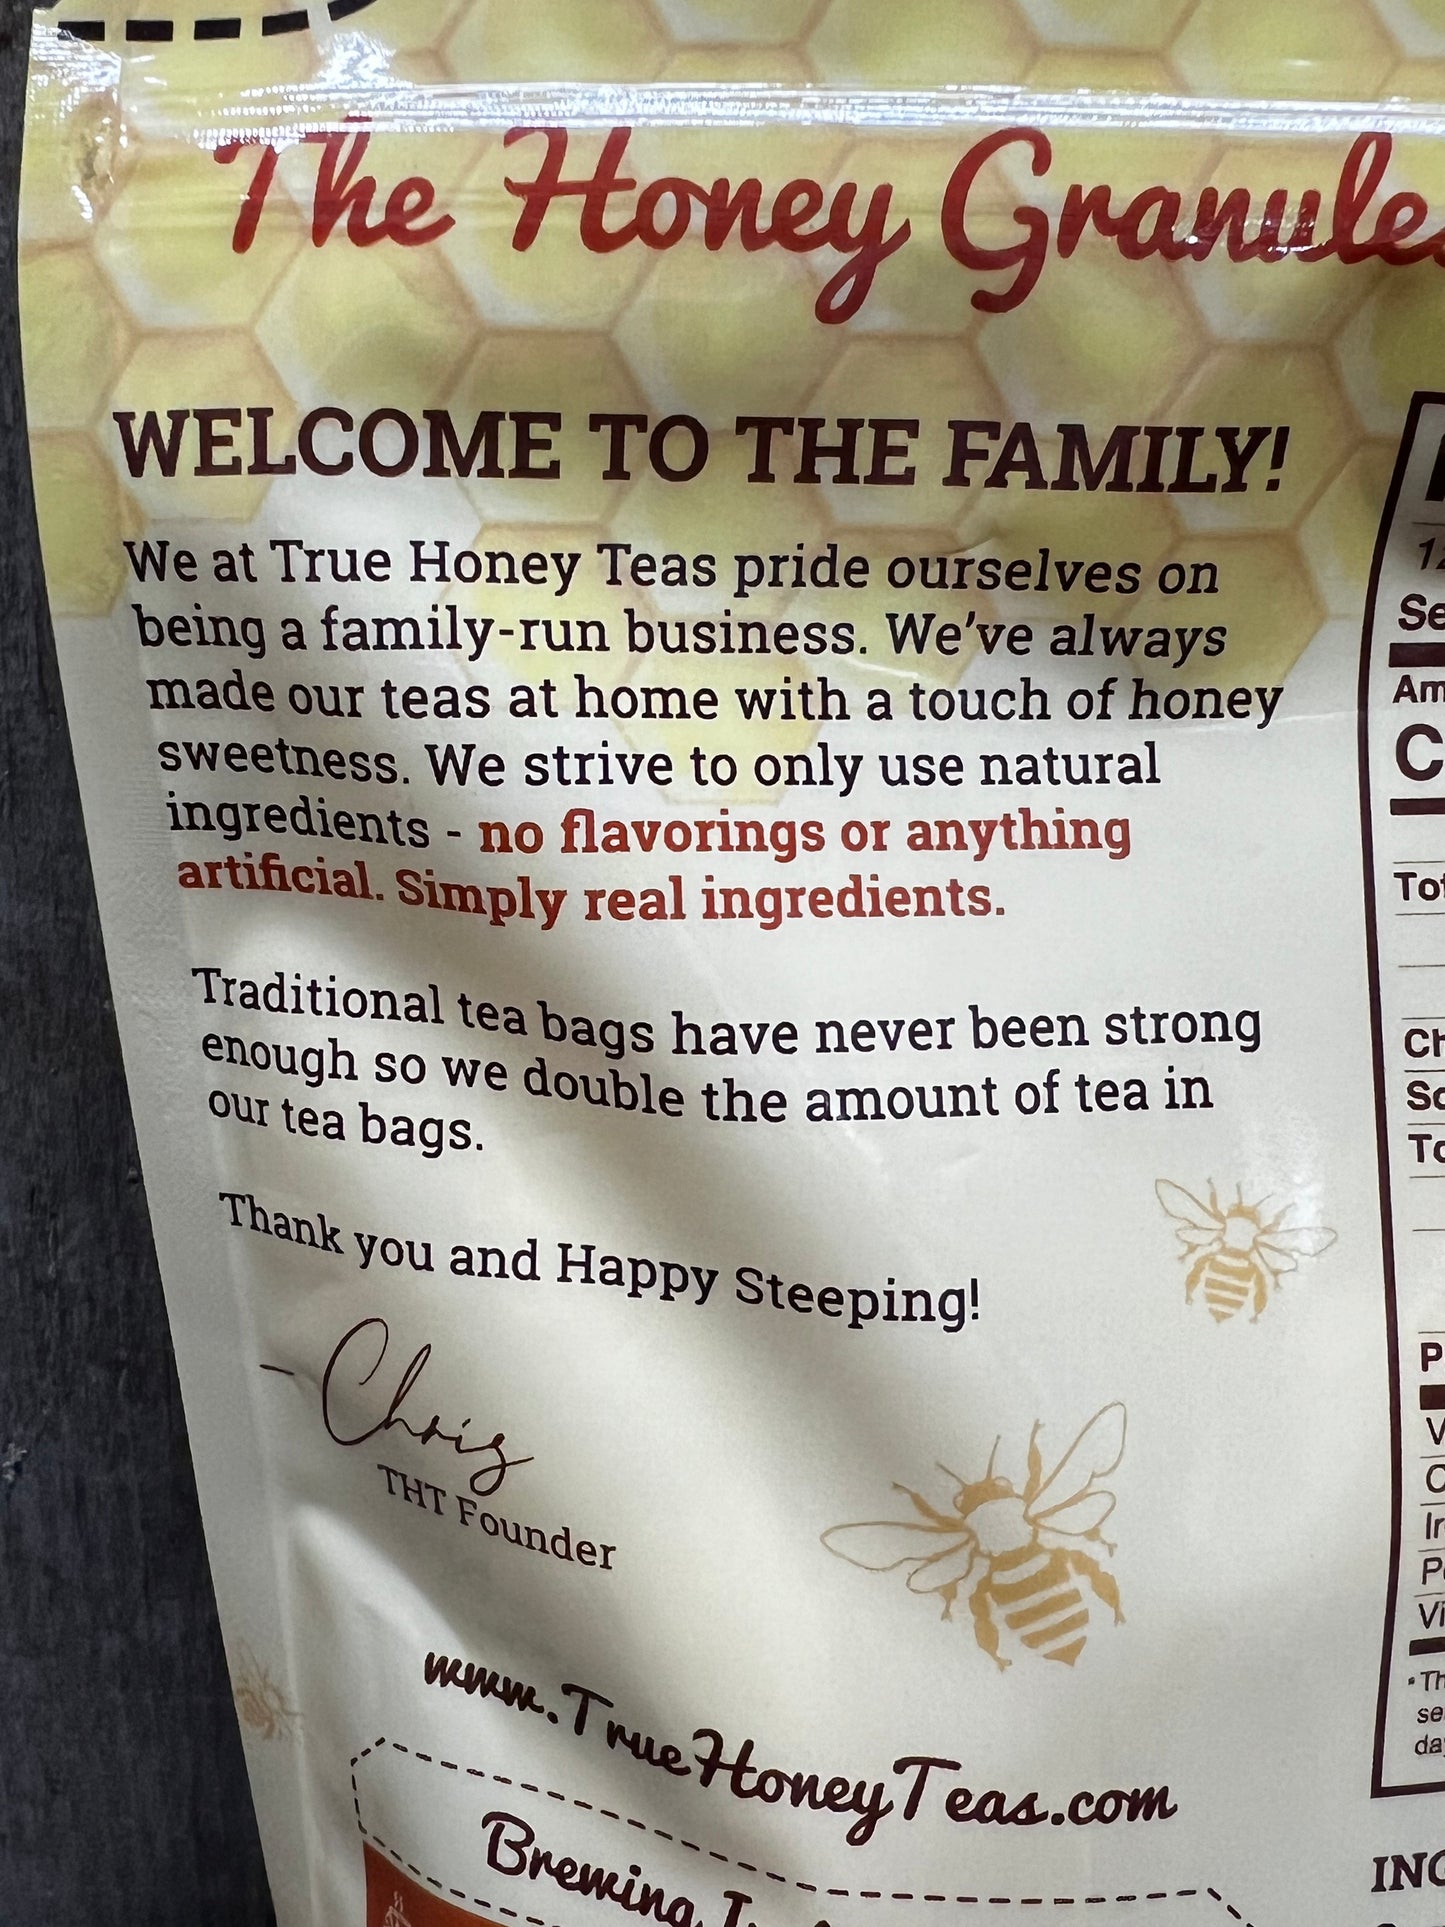 The Honey Granule
WELCOME TO THE FAMILY!
We at True Honey Teas pride ourselves on
being a family-run business. We've always
made our teas at home with a touch of honey
sweetness. We strive to only use natural
ingredients - no flavorings or anything
artificial. Simply real ingredients.
Traditional tea bags have never been strong
enough so we double the amount of tea in
our tea bags.
Thank you and Happy Steeping!
- Chris
THT Founder
www.TrueHoneyTeas.com
Brewing